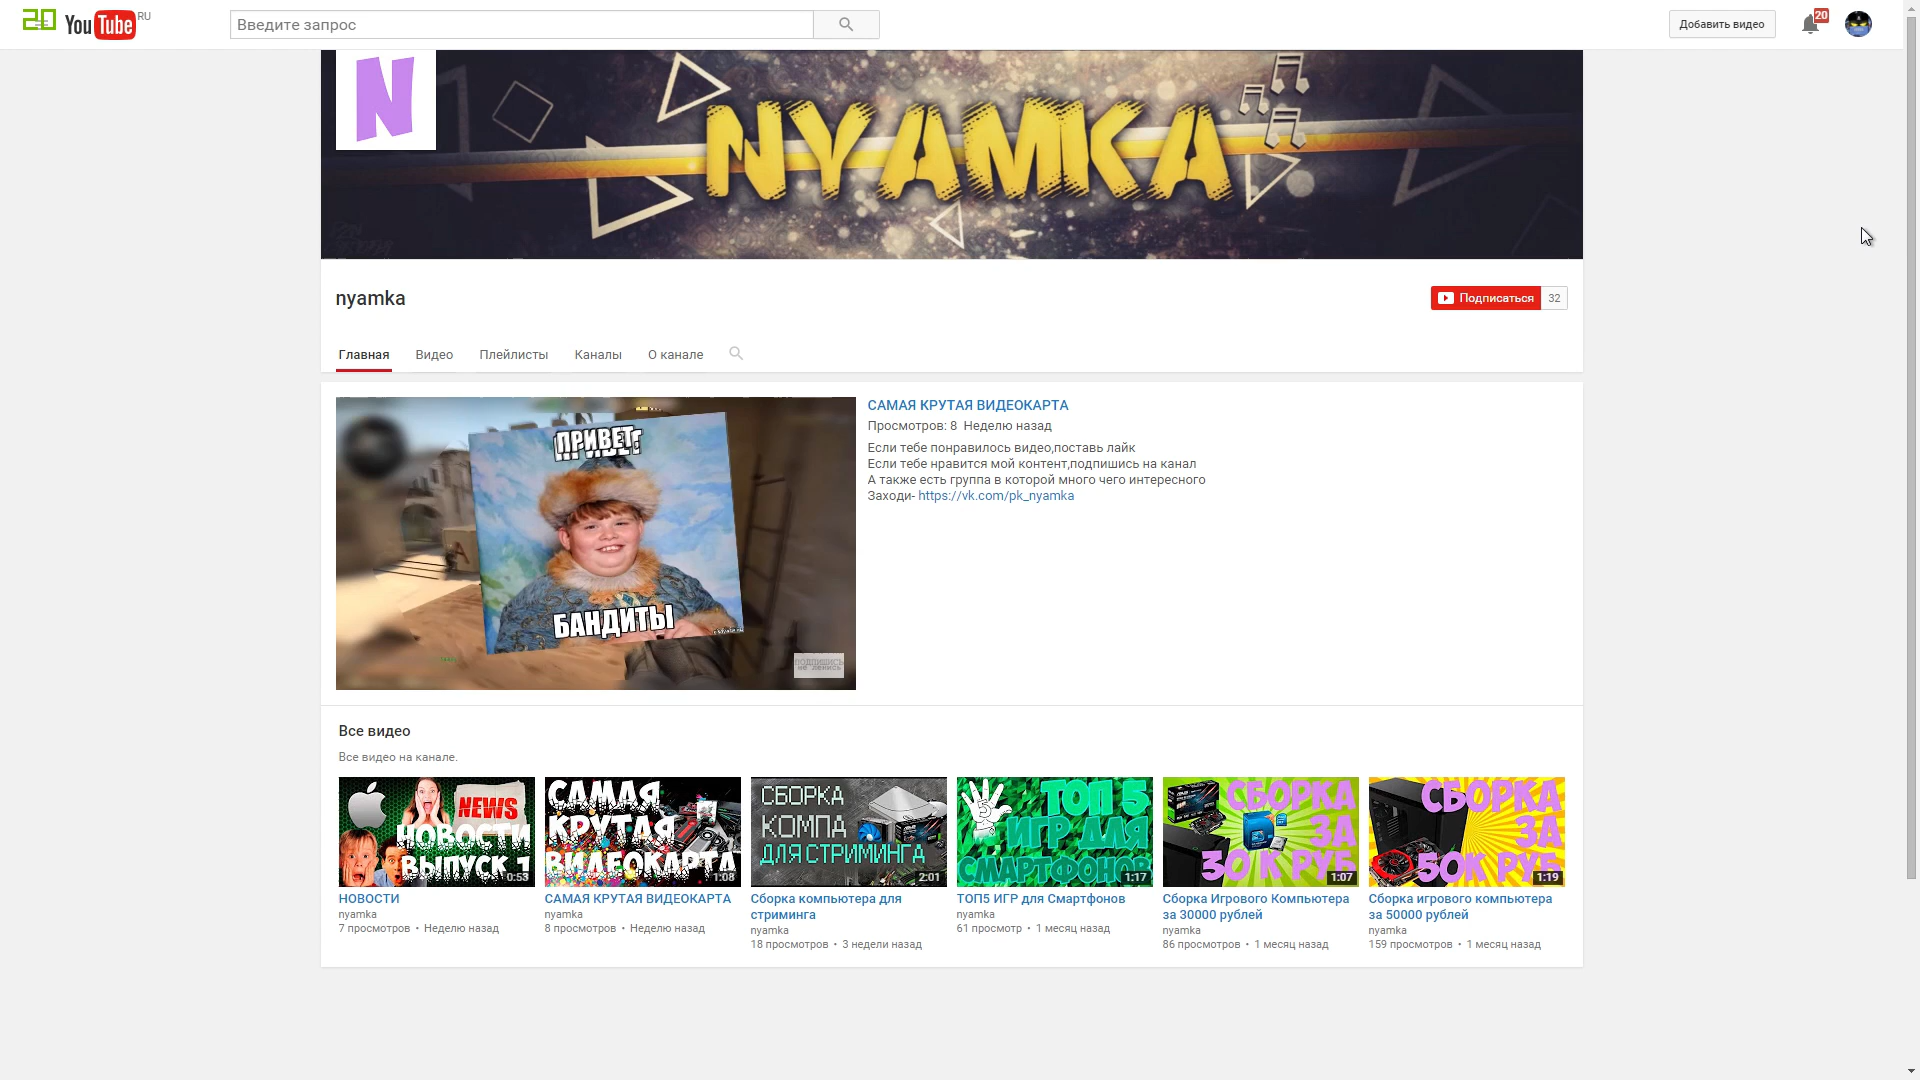 20
YouTube RU
Введите запрос
Добавить видео
20
N
NYAMKA
nyamka
Подписаться
32
Главная
Видео
Плейлисты
Каналы
О канале
ПРИВЕТ
БАНДИТЫ
ПОДПИШИСЬ
не ленись
САМАЯ КРУТАЯ ВИДЕОКАРТА
Просмотров: 8 Неделю назад
Если тебе понравилось видео,поставь лайк
Если тебе нравится мой контент,подпишись на канал
А также есть группа в которой много чего интересного
Заходи- https://vk.com/pk_nyamka
Все видео
Все видео на канале.
NEWS
НОВОСТИ
ВЫПУСК 1
0:53
НОВОСТИ
nyamka
7 просмотров • Неделю назад
САМАЯ
КРУТАЯ
ВИДЕОКАРТА
1:08
САМАЯ КРУТАЯ ВИДЕОКАРТА
nyamka
8 просмотров • Неделю назад
СБОРКА
КОМПА
ДЛЯ СТРИМИНГА
2:01
Сборка компьютера для
стриминга
nyamka
18 просмотров • 3 недели назад
5
ТОП 5
ИГР ДЛЯ
СМАРТФОНОВ
1:17
ТОП5 ИГР для Смартфонов
nyamka
61 просмотр • 1 месяц назад
СБОРКА
ЗА
30 К РУБ
1:07
Сборка Игрового Компьютера
за 30000 рублей
nyamka
86 просмотров • 1 месяц назад
СБОРКА
ЗА
50К РУБ
1:19
Сборка игрового компьютера
за 50000 рублей
nyamka
159 просмотров • 1 месяц назад